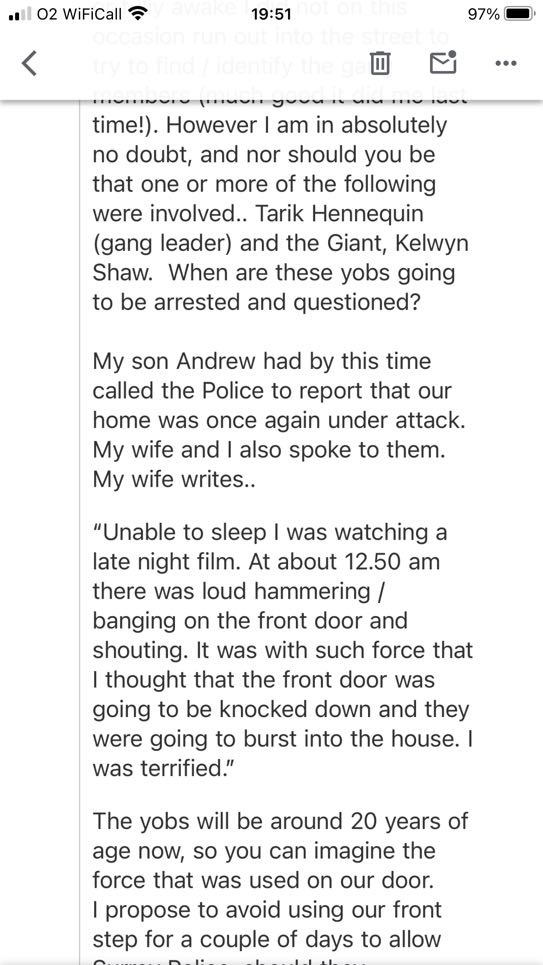 O2 WiFiCall 19:51 97%
awake I did not on this
occasion run out into the street to
try to find / identify the gang
members (much good it did me last
time!). However I am in absolutely
no doubt, and nor should you be
that one or more of the following
were involved.. Tarik Hennequin
(gang leader) and the Giant, Kelwyn
Shaw.  When are these yobs going
to be arrested and questioned?
My son Andrew had by this time
called the Police to report that our
home was once again under attack.
My wife and I also spoke to them.
My wife writes..
“Unable to sleep I was watching a
late night film. At about 12.50 am
there was loud hammering /
banging on the front door and
shouting. It was with such force that
I thought that the front door was
going to be knocked down and they
were going to burst into the house. I
was terrified.”
The yobs will be around 20 years of
age now, so you can imagine the
force that was used on our door.
I propose to avoid using our front
step for a couple of days to allow
Surrey Police, should they